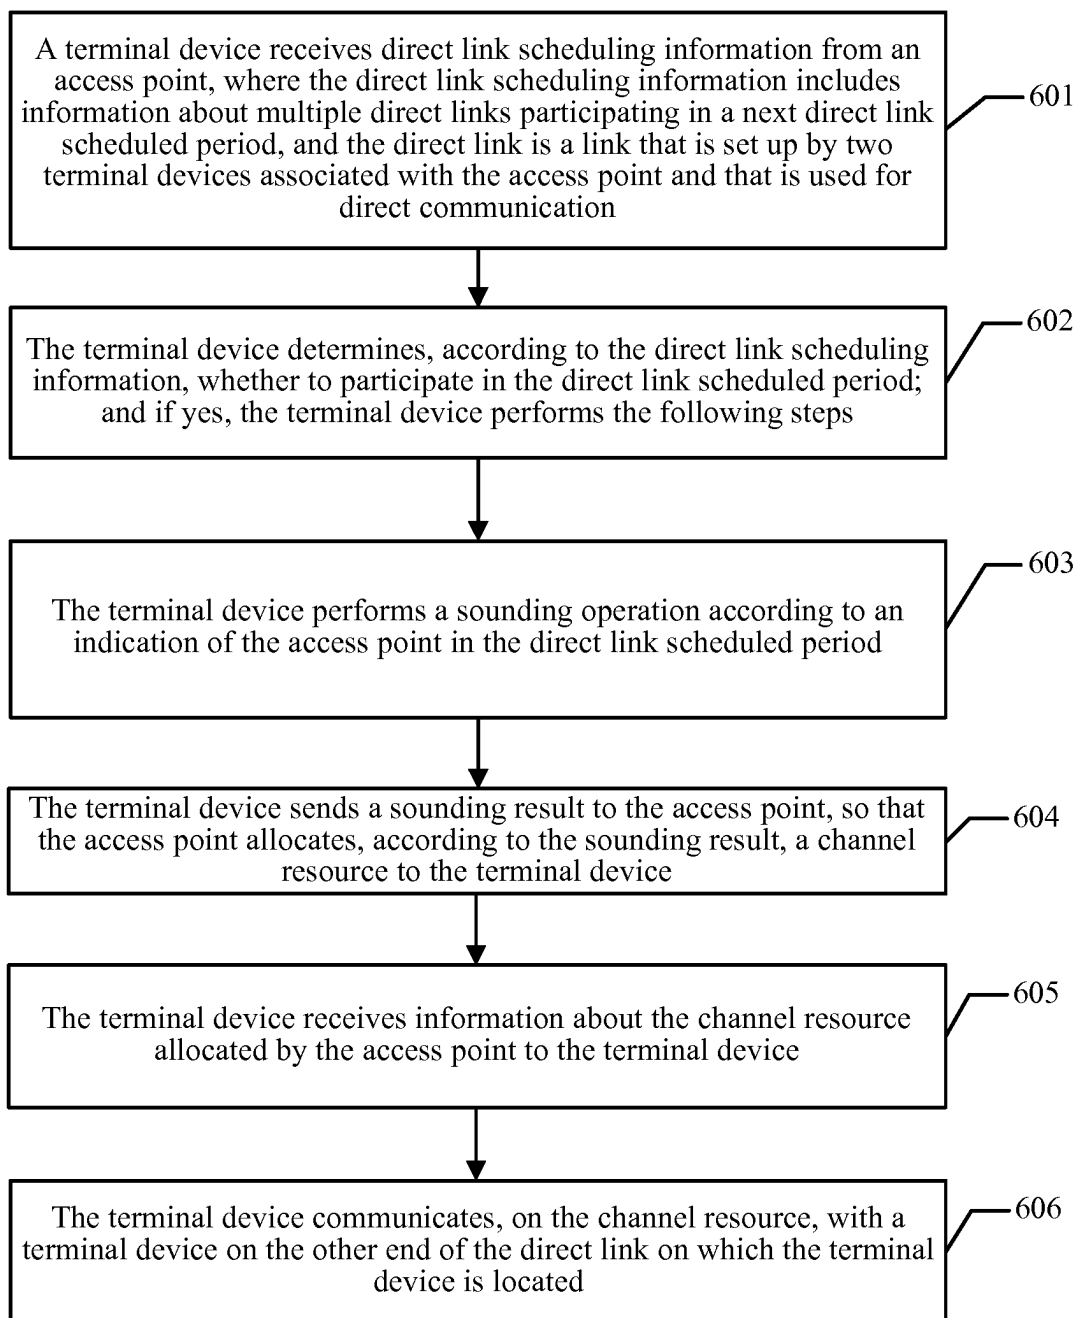 A terminal device receives direct link scheduling information from an
access point, where the direct link scheduling information includes
information about multiple direct links participating in a next direct link
scheduled period, and the direct link is a link that is set up by two
terminal devices associated with the access point and that is used for
direct communication
601
The terminal device determines, according to the direct link scheduling
information, whether to participate in the direct link scheduled period;
and if yes, the terminal device performs the following steps
602
The terminal device performs a sounding operation according to an
indication of the access point in the direct link scheduled period
603
The terminal device sends a sounding result to the access point, so that
the access point allocates, according to the sounding result, a channel
resource to the terminal device
604
The terminal device receives information about the channel resource
allocated by the access point to the terminal device
605
The terminal device communicates, on the channel resource, with a
terminal device on the other end of the direct link on which the terminal
device is located
606